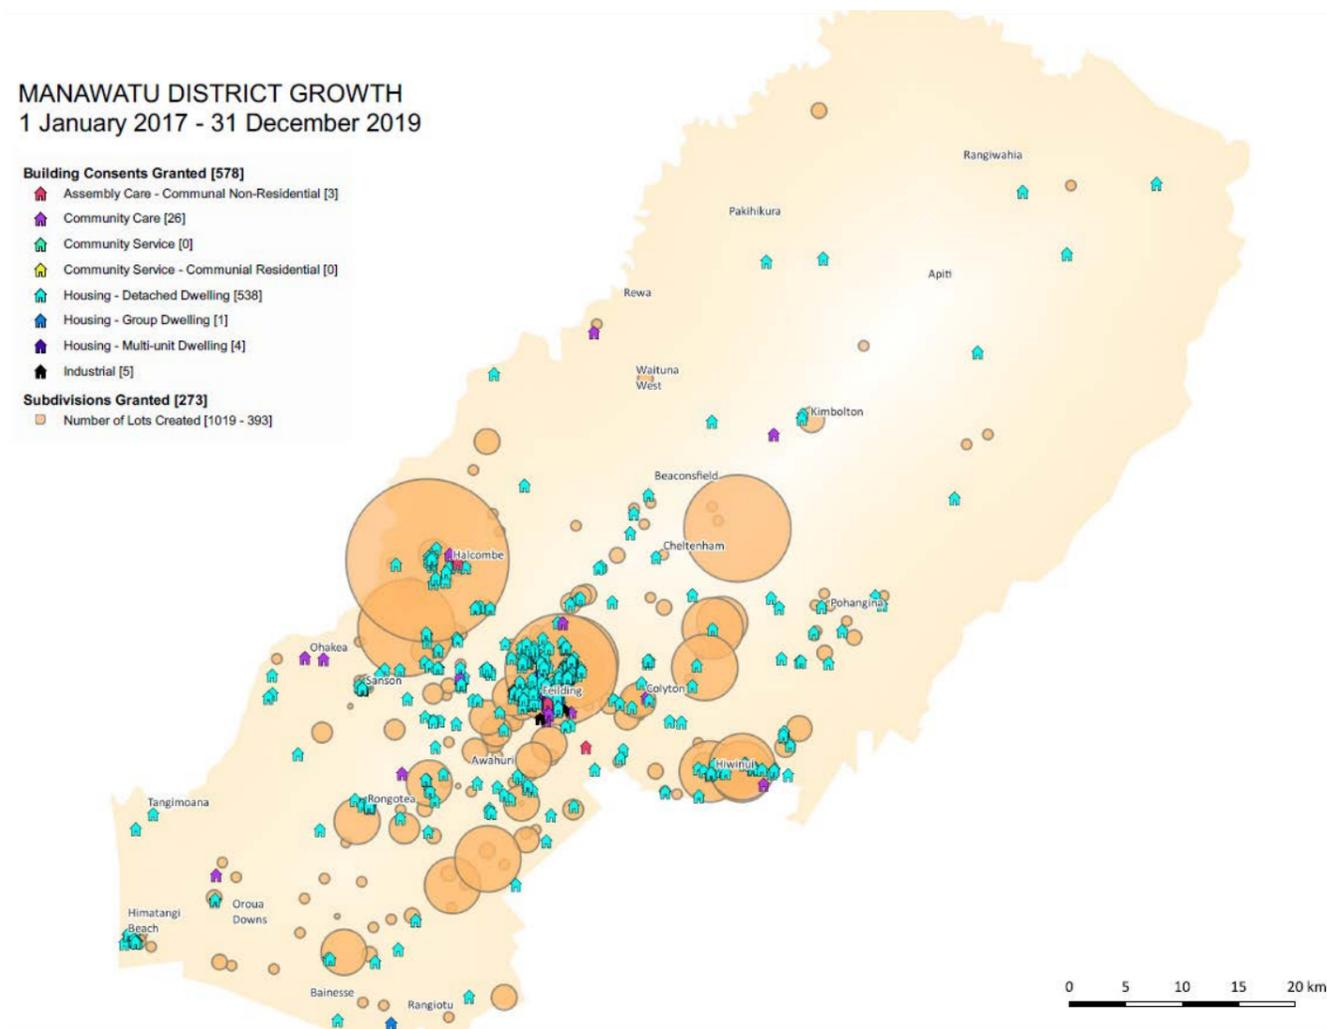 MANAWATU DISTRICT GROWTH
1 January 2017 - 31 December 2019
Building Consents Granted [578]
Assembly Care - Communal Non-Residential [3]
Community Care [26]
Community Service [0]
Community Service - Communial Residential [0]
Housing - Detached Dwelling [538]
Housing - Group Dwelling [1]
Housing - Multi-unit Dwelling [4]
Industrial [5]
Subdivisions Granted [273]
Number of Lots Created [1019 - 393]
Rangiwahia
Pakihikura
Apiti
Rewa
Waituna
West
Kimbolton
Beaconsfield
Cheltenham
Halcombe
Pohangina
Ohakea
Sanson
Feilding
Colyton
Awahuri
Hiwinui
Rongotea
Tangimoana
Oroua
Downs
Himatangi
Beach
Bainesse
Rangiotu
0 5 10 15 20 km